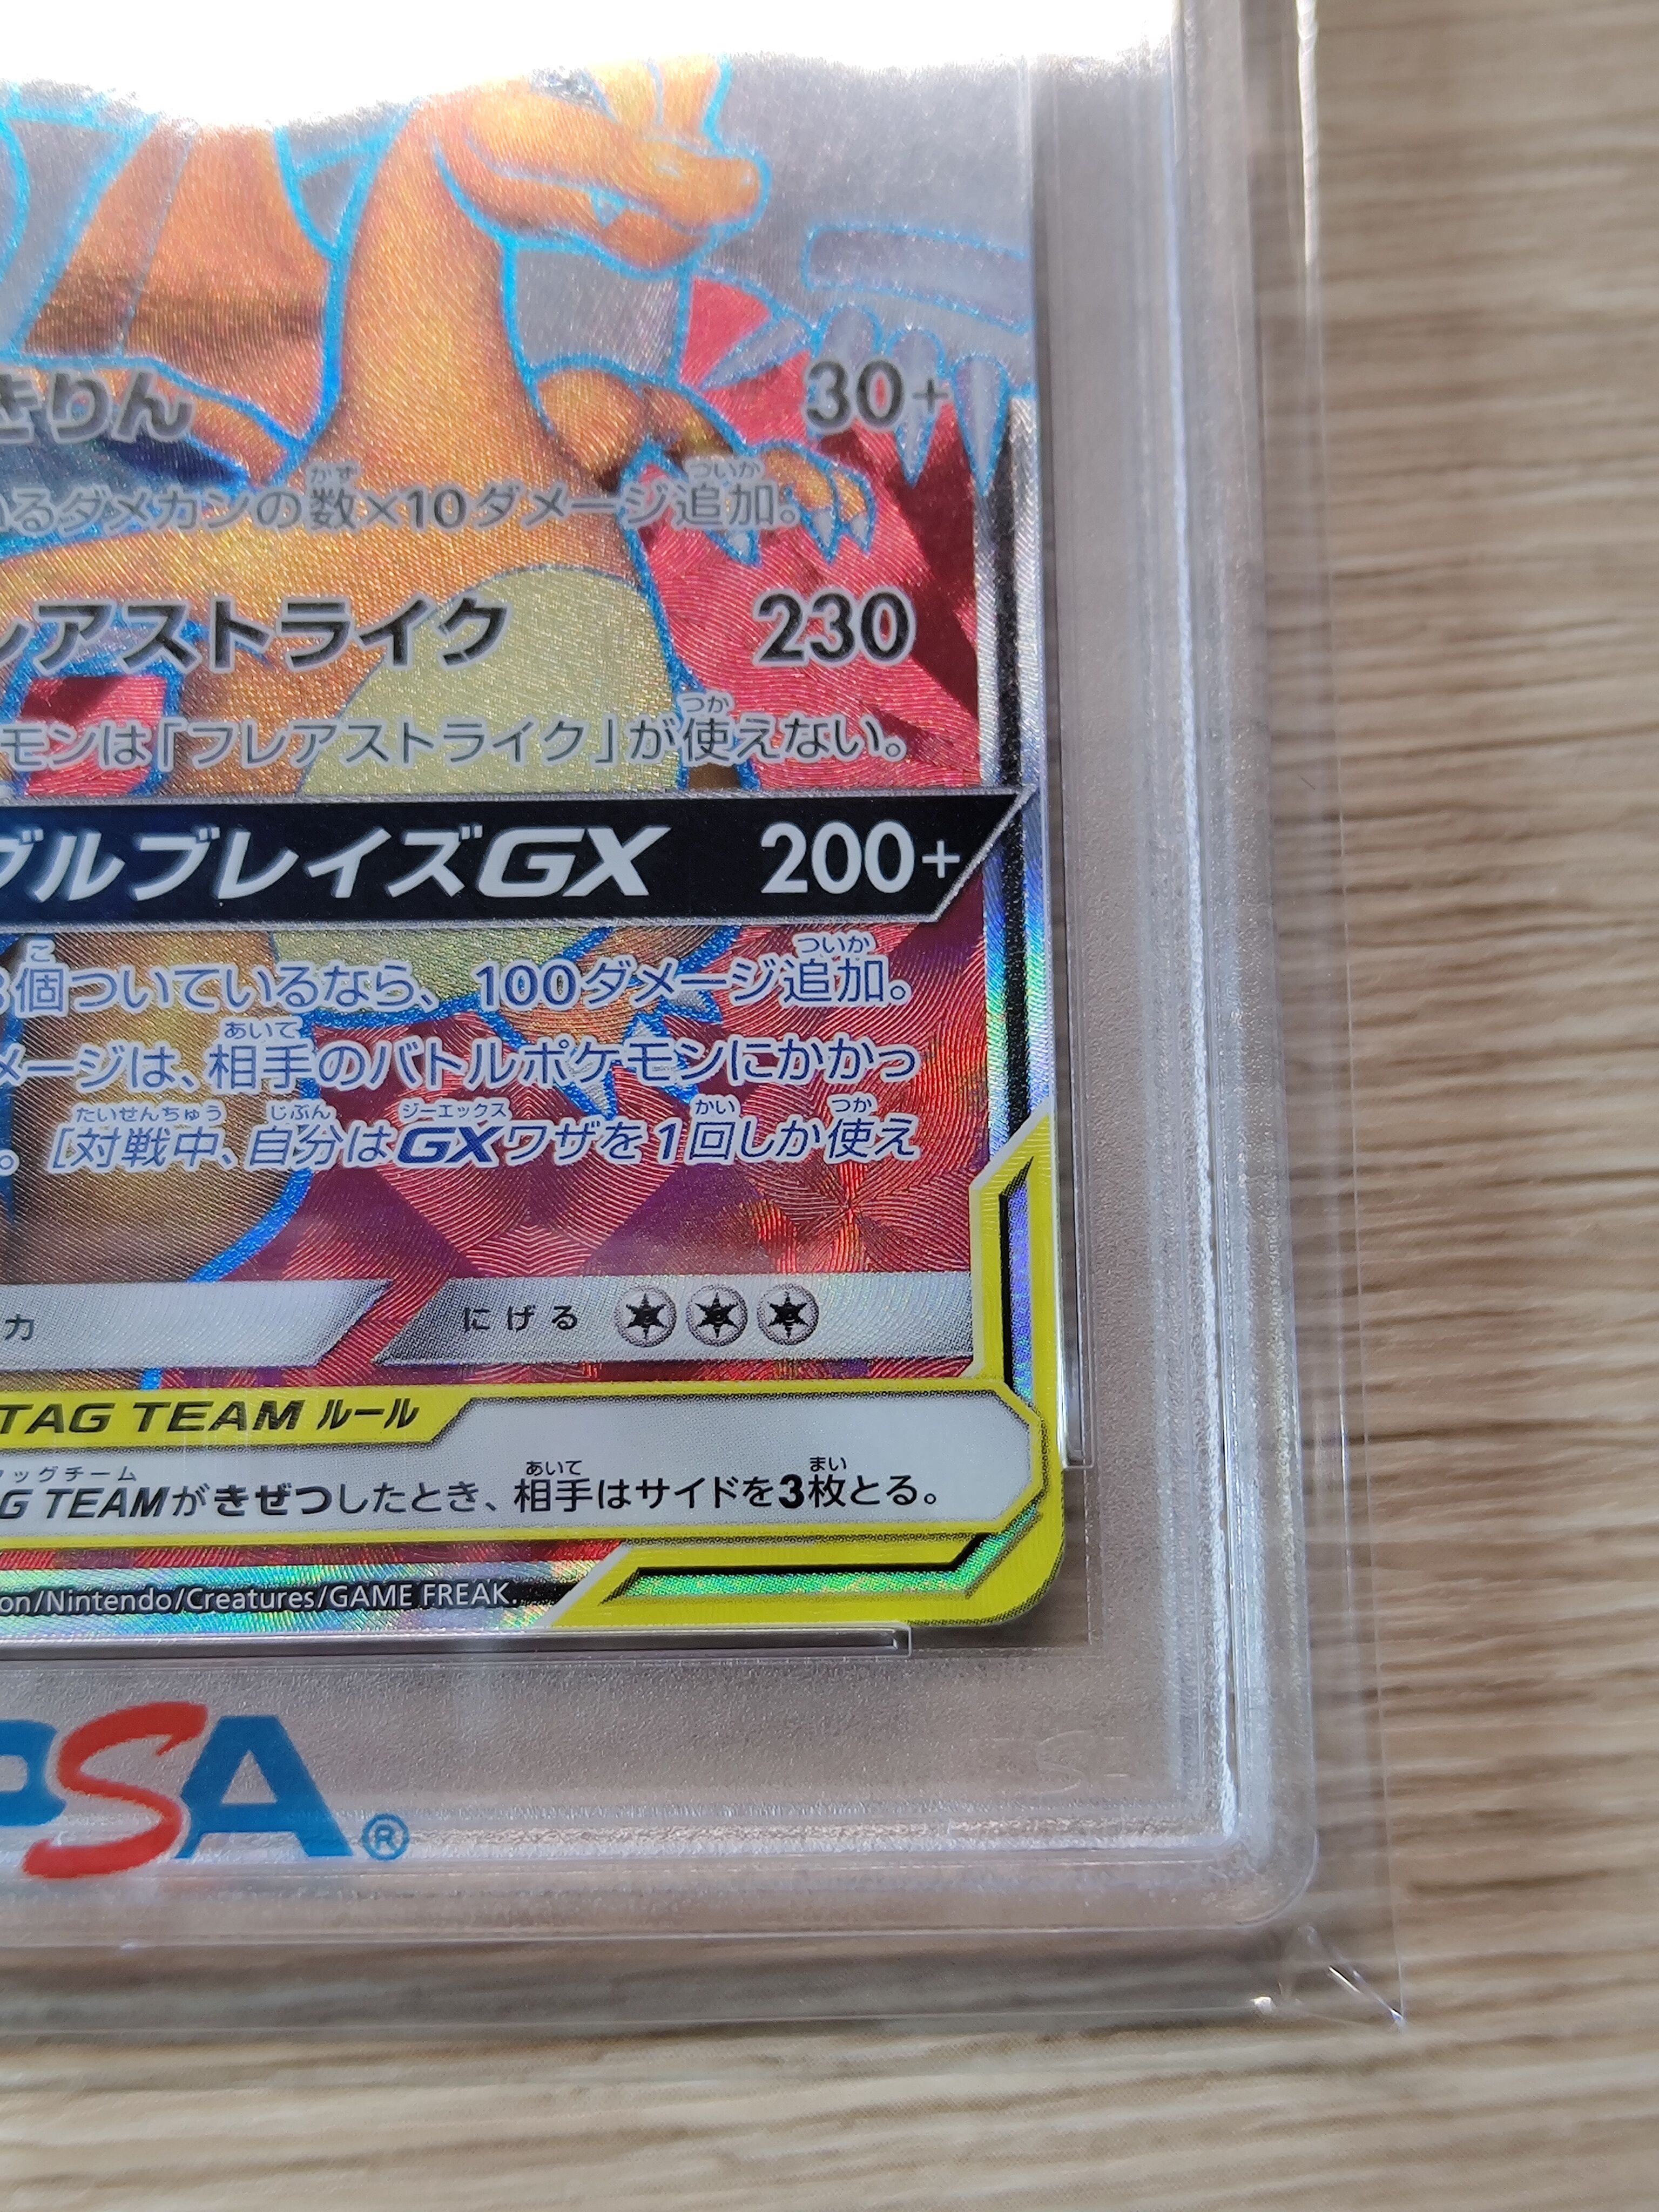 きりん 30+
いるダメカンの数×10ダメージ追加。
レアストライク 230
モンは「フレアストライク」が使えない。
ブルブレイズGX 200+
個ついているなら、100ダメージ追加。
メージは、相手のバトルポケモンにかかっ
。[対戦中、自分はGXワザを1回しか使え
カ にげる
TAG TEAM ルール
G TEAMがきぜつしたとき、相手はサイドを3枚とる。
on/Nintendo/Creatures/GAME FREAK.
PSA®